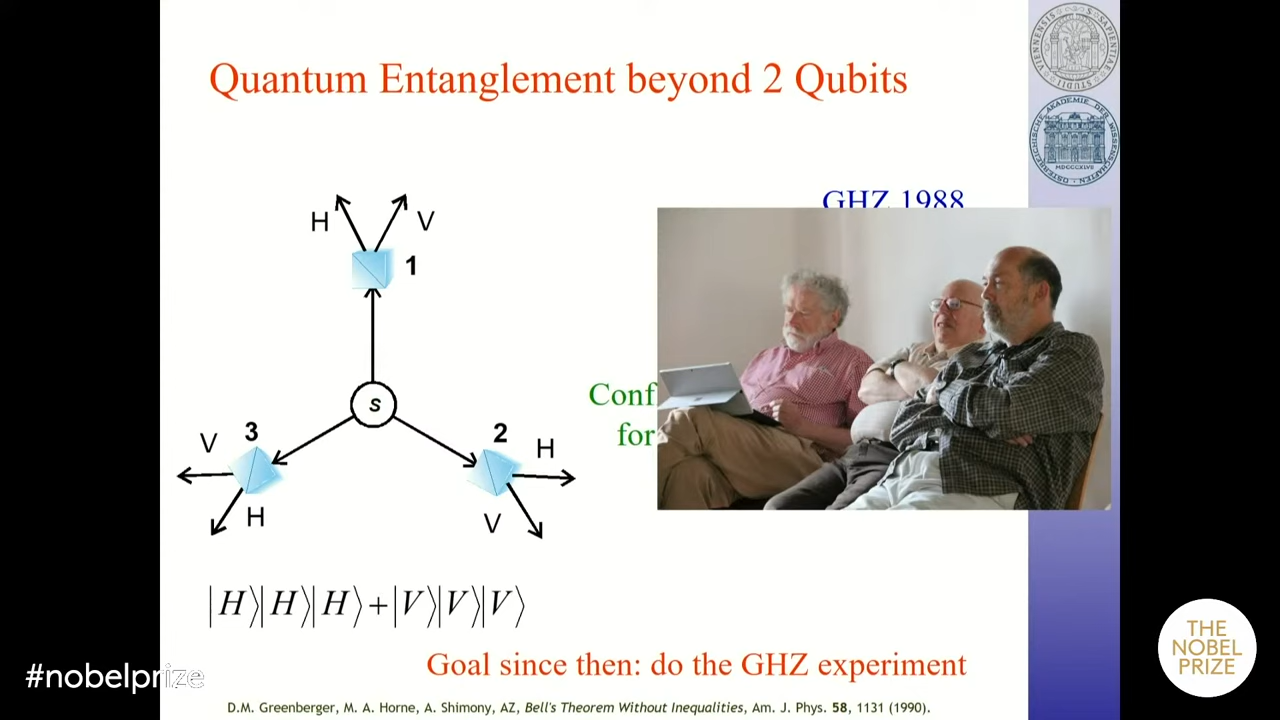 Quantum Entanglement beyond 2 Qubits
GHZ 1988
H
V
1
S
3
V
H
2
H
V
Conf
for
|H⟩|H⟩|H⟩+|V⟩|V⟩|V⟩
Goal since then: do the GHZ experiment
D.M. Greenberger, M. A. Horne, A. Shimony, AZ, Bell's Theorem Without Inequalities, Am. J. Phys. 58, 1131 (1990).
#nobelprize
THE
NOBEL
PRIZE